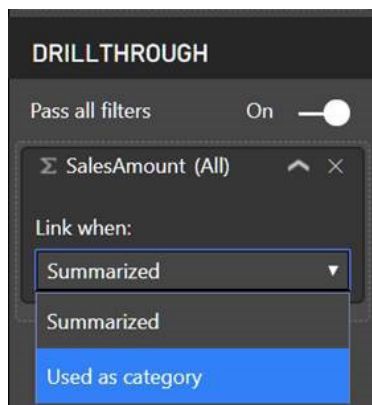 DRILLTHROUGH
Pass all filters On
Σ SalesAmount (All)
Link when:
Summarized
Summarized
Used as category